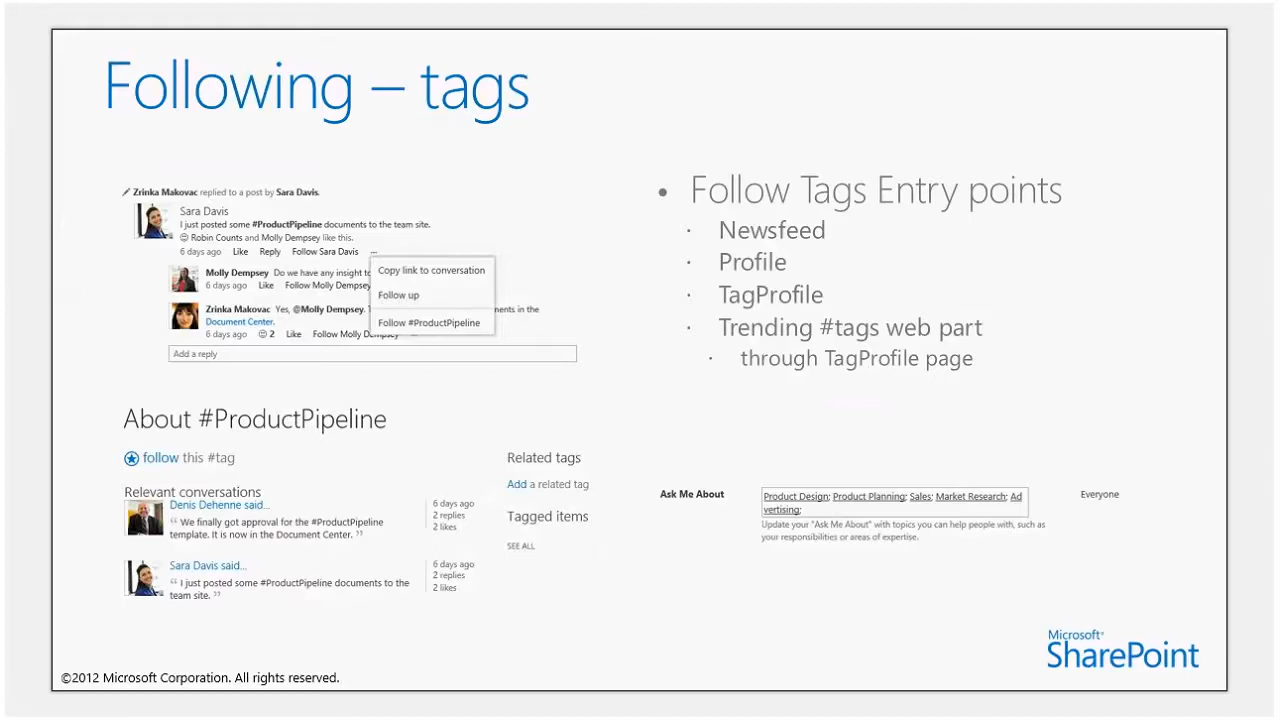 Following – tags
Zrinka Makovac replied to a post by Sara Davis.
Sara Davis
I just posted some #ProductPipeline documents to the team site.
Robin Counts and Molly Dempsey like this.
6 days ago Like Reply Follow Sara Davis ...
Molly Dempsey Do we have any insight to
6 days ago Like Follow Molly Dempsey
Zrinka Makovac Yes, @Molly Dempsey. ents in the
Document Center.
6 days ago 2 Like Follow Molly Dempsey
Copy link to conversation
Follow up
Follow #ProductPipeline
Add a reply
About #ProductPipeline
follow this #tag
Relevant conversations
Denis Dehenne said...
“ We finally got approval for the #ProductPipeline
template. It is now in the Document Center. ”
6 days ago
2 replies
2 likes
Sara Davis said...
“ I just posted some #ProductPipeline documents to the
team site. ”
6 days ago
2 replies
2 likes
Related tags
Add a related tag
Tagged items
SEE ALL
• Follow Tags Entry points
· Newsfeed
· Profile
· TagProfile
· Trending #tags web part
· through TagProfile page
Ask Me About
Product Design; Product Planning; Sales; Market Research; Ad
vertising;
Update your "Ask Me About" with topics you can help people with, such as
your responsibilities or areas of expertise.
Everyone
Microsoft®
SharePoint
©2012 Microsoft Corporation. All rights reserved.